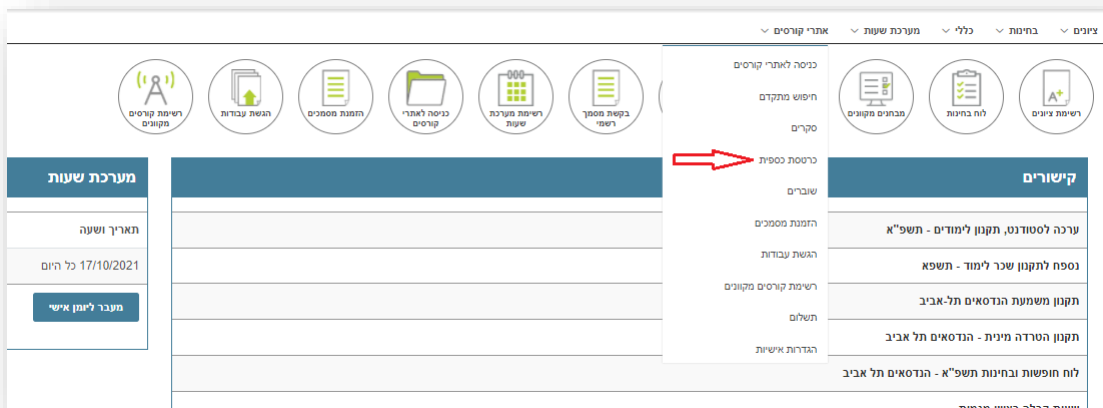 ציונים
בחינות
כללי
מערכת שעות
אתרי קורסים
רשימת ציונים
לוח בחינות
מבחנים מקוונים
בקשת מסמך
רשמי
רשימת מערכת
שעות
כניסה לאתרי
קורסים
הזמנת מסמכים
הגשת עבודות
רשימת קורסים
מקוונים
כניסה לאתרי קורסים
חיפוש מתקדם
סקרים
כרטסת כספית
שוברים
הזמנת מסמכים
הגשת עבודות
רשימת קורסים מקוונים
תשלום
הגדרות אישיות
קישורים
ערכה לסטודנט, תקנון לימודים - תשפ"א
נספח לתקנון שכר לימוד - תשפא
תקנון משמעת הנדסאים תל-אביב
תקנון הטרדה מינית - הנדסאים תל אביב
לוח חופשות ובחינות תשפ"א - הנדסאים תל אביב
מערכת שעות
תאריך ושעה
17/10/2021 כל היום
מעבר ליומן אישי